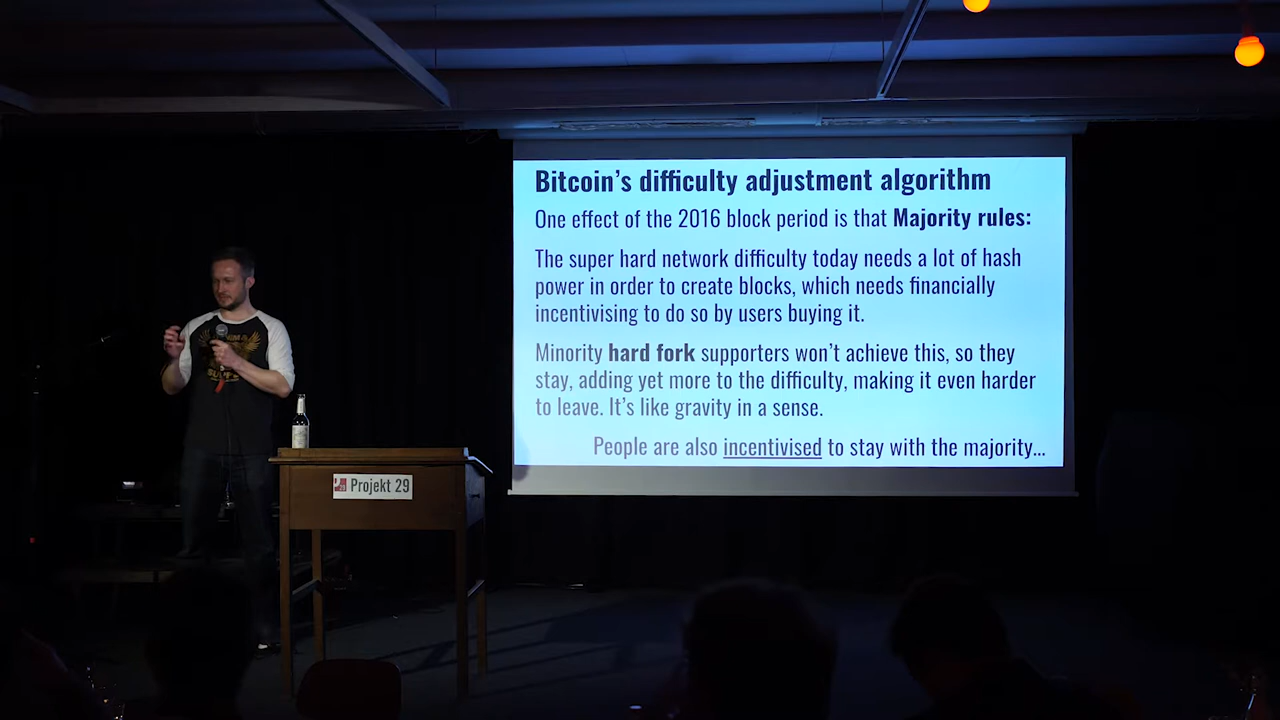 Bitcoin's difficulty adjustment algorithm
One effect of the 2016 block period is that Majority rules:
The super hard network difficulty today needs a lot of hash
power in order to create blocks, which needs financially
incentivising to do so by users buying it.
Minority hard fork supporters won't achieve this, so they
stay, adding yet more to the difficulty, making it even harder
to leave. It's like gravity in a sense.
People are also incentivised to stay with the majority...
Projekt 29